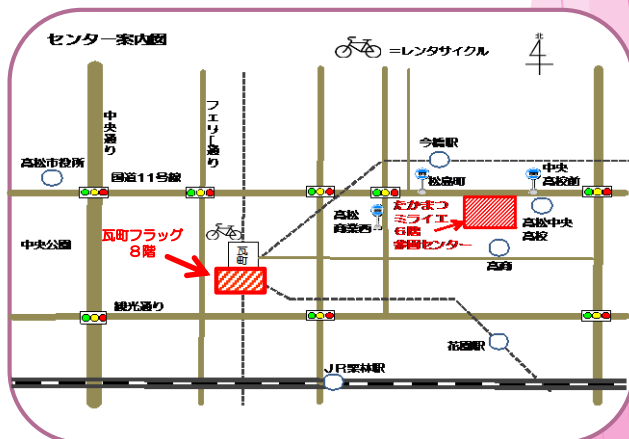 センター案内図
=レンタサイクル
北
中央通り
フェリー通り
今橋駅
高松市役所
国道11号線
松島町
中央
高校前
たかまつ
ミライエ
6階
参画センター
高松
商業西
高松中央
高校
中央公園
瓦町フラッグ
8階
瓦町
高商
観光通り
花園駅
JR栗林駅